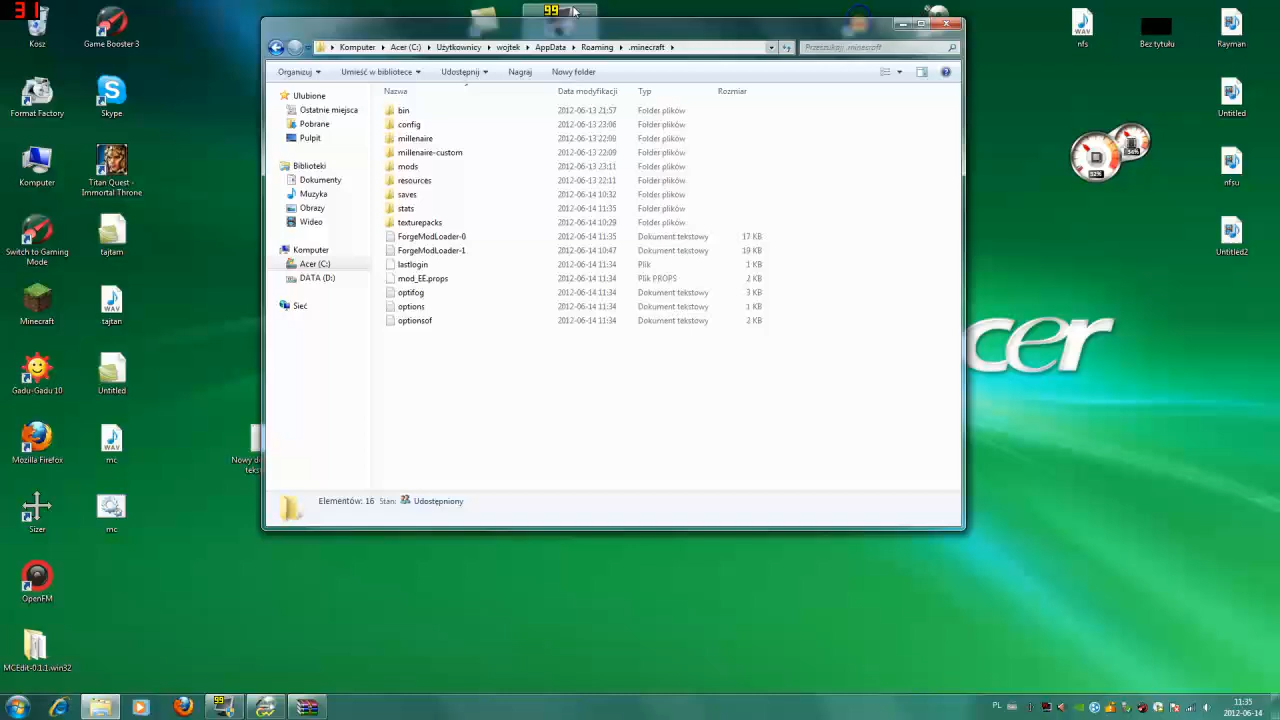 31
99
Kosz
Game Booster 3
nfs
Bez tytułu
Rayman
Komputer
Acer (C:)
Użytkownicy
wojtek
AppData
Roaming
.minecraft
Przeszukaj: .minecraft
Organizuj
Umieść w bibliotece
Udostępnij
Nagraj
Nowy folder
Nazwa
Data modyfikacji
Typ
Rozmiar
Ulubione
Ostatnie miejsca
Pobrane
Pulpit
Biblioteki
Dokumenty
Muzyka
Obrazy
Wideo
Komputer
Acer (C:)
DATA (D:)
Sieć
bin 2012-06-13 21:57 Folder plików
config 2012-06-13 23:06 Folder plików
millenaire 2012-06-13 22:09 Folder plików
millenaire-custom 2012-06-13 22:09 Folder plików
mods 2012-06-13 23:11 Folder plików
resources 2012-06-13 22:11 Folder plików
saves 2012-06-14 10:32 Folder plików
stats 2012-06-14 11:35 Folder plików
texturepacks 2012-06-14 10:29 Folder plików
ForgeModLoader-0 2012-06-14 11:35 Dokument tekstowy 17 KB
ForgeModLoader-1 2012-06-14 10:47 Dokument tekstowy 19 KB
lastlogin 2012-06-14 11:34 Plik 1 KB
mod_EE.props 2012-06-14 11:34 Plik PROPS 2 KB
optifog 2012-06-14 11:34 Dokument tekstowy 3 KB
options 2012-06-14 11:34 Dokument tekstowy 1 KB
optionsof 2012-06-14 11:34 Dokument tekstowy 2 KB
Elementów: 16 Stan: Udostępniony
Format Factory
Skype
Untitled
Komputer
Titan Quest - Immortal Throne
nfsu
Switch to Gaming Mode
tajtam
Untitled2
Minecraft
tajtan
Gadu-Gadu 10
Untitled
Mozilla Firefox
WAV
mc
Sizer
mc
OpenFM
MCEdit-0.1.1.win32
WAV
cer
99
PL
11:35
2012-06-14